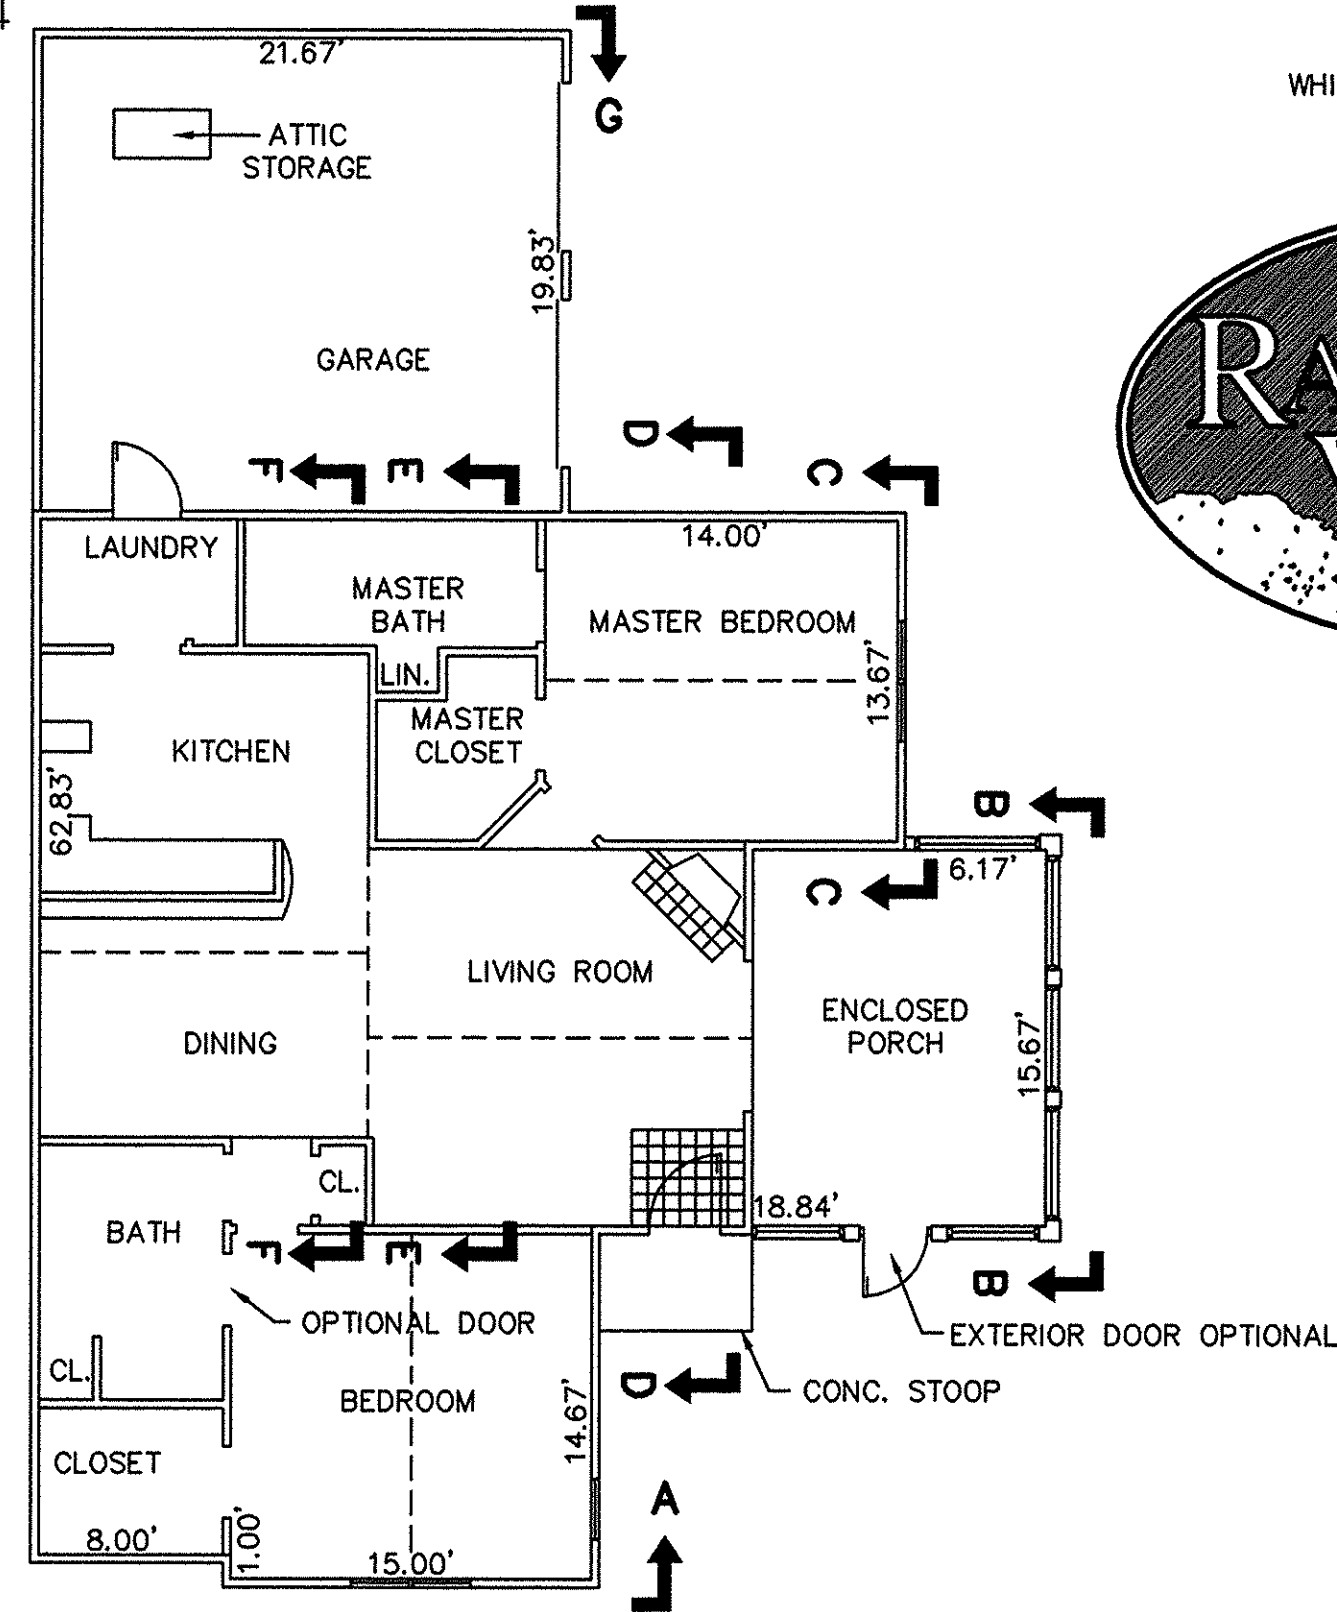 21.67'
G
WHI
ATTIC
STORAGE
RA
19.83'
GARAGE
D
F
E
C
LAUNDRY
14.00'
MASTER
BATH
MASTER BEDROOM
LIN.
13.67'
MASTER
CLOSET
KITCHEN
62.83'
B
6.17'
C
LIVING ROOM
ENCLOSED
PORCH
DINING
15.67'
CL.
18.84'
BATH
F
E
B
OPTIONAL DOOR
EXTERIOR DOOR OPTIONAL
CL.
D
CONC. STOOP
BEDROOM
14.67'
CLOSET
A
8.00'
1.00'
15.00'